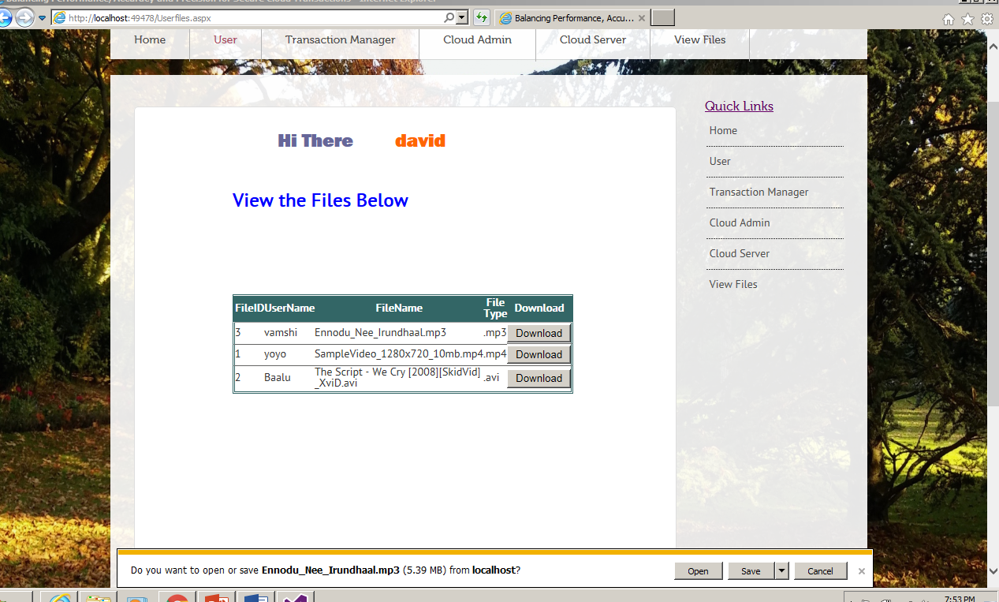 http://localhost:49478/Userfiles.aspx
Balancing Performance, Accu...
Home User Transaction Manager Cloud Admin Cloud Server View Files
Quick Links
Home
User
Transaction Manager
Cloud Admin
Cloud Server
View Files
Hi There david
View the Files Below
FileID UserName FileName File Type Download
3 vamshi Ennodu_Nee_Irundhaal.mp3 .mp3 Download
1 yoyo SampleVideo_1280x720_10mb.mp4 .mp4 Download
2 Baalu The Script - We Cry [2008][SkidVid]
_XviD.avi .avi Download
Do you want to open or save Ennodu_Nee_Irundhaal.mp3 (5.39 MB) from localhost? Open Save Cancel
7:53 PM